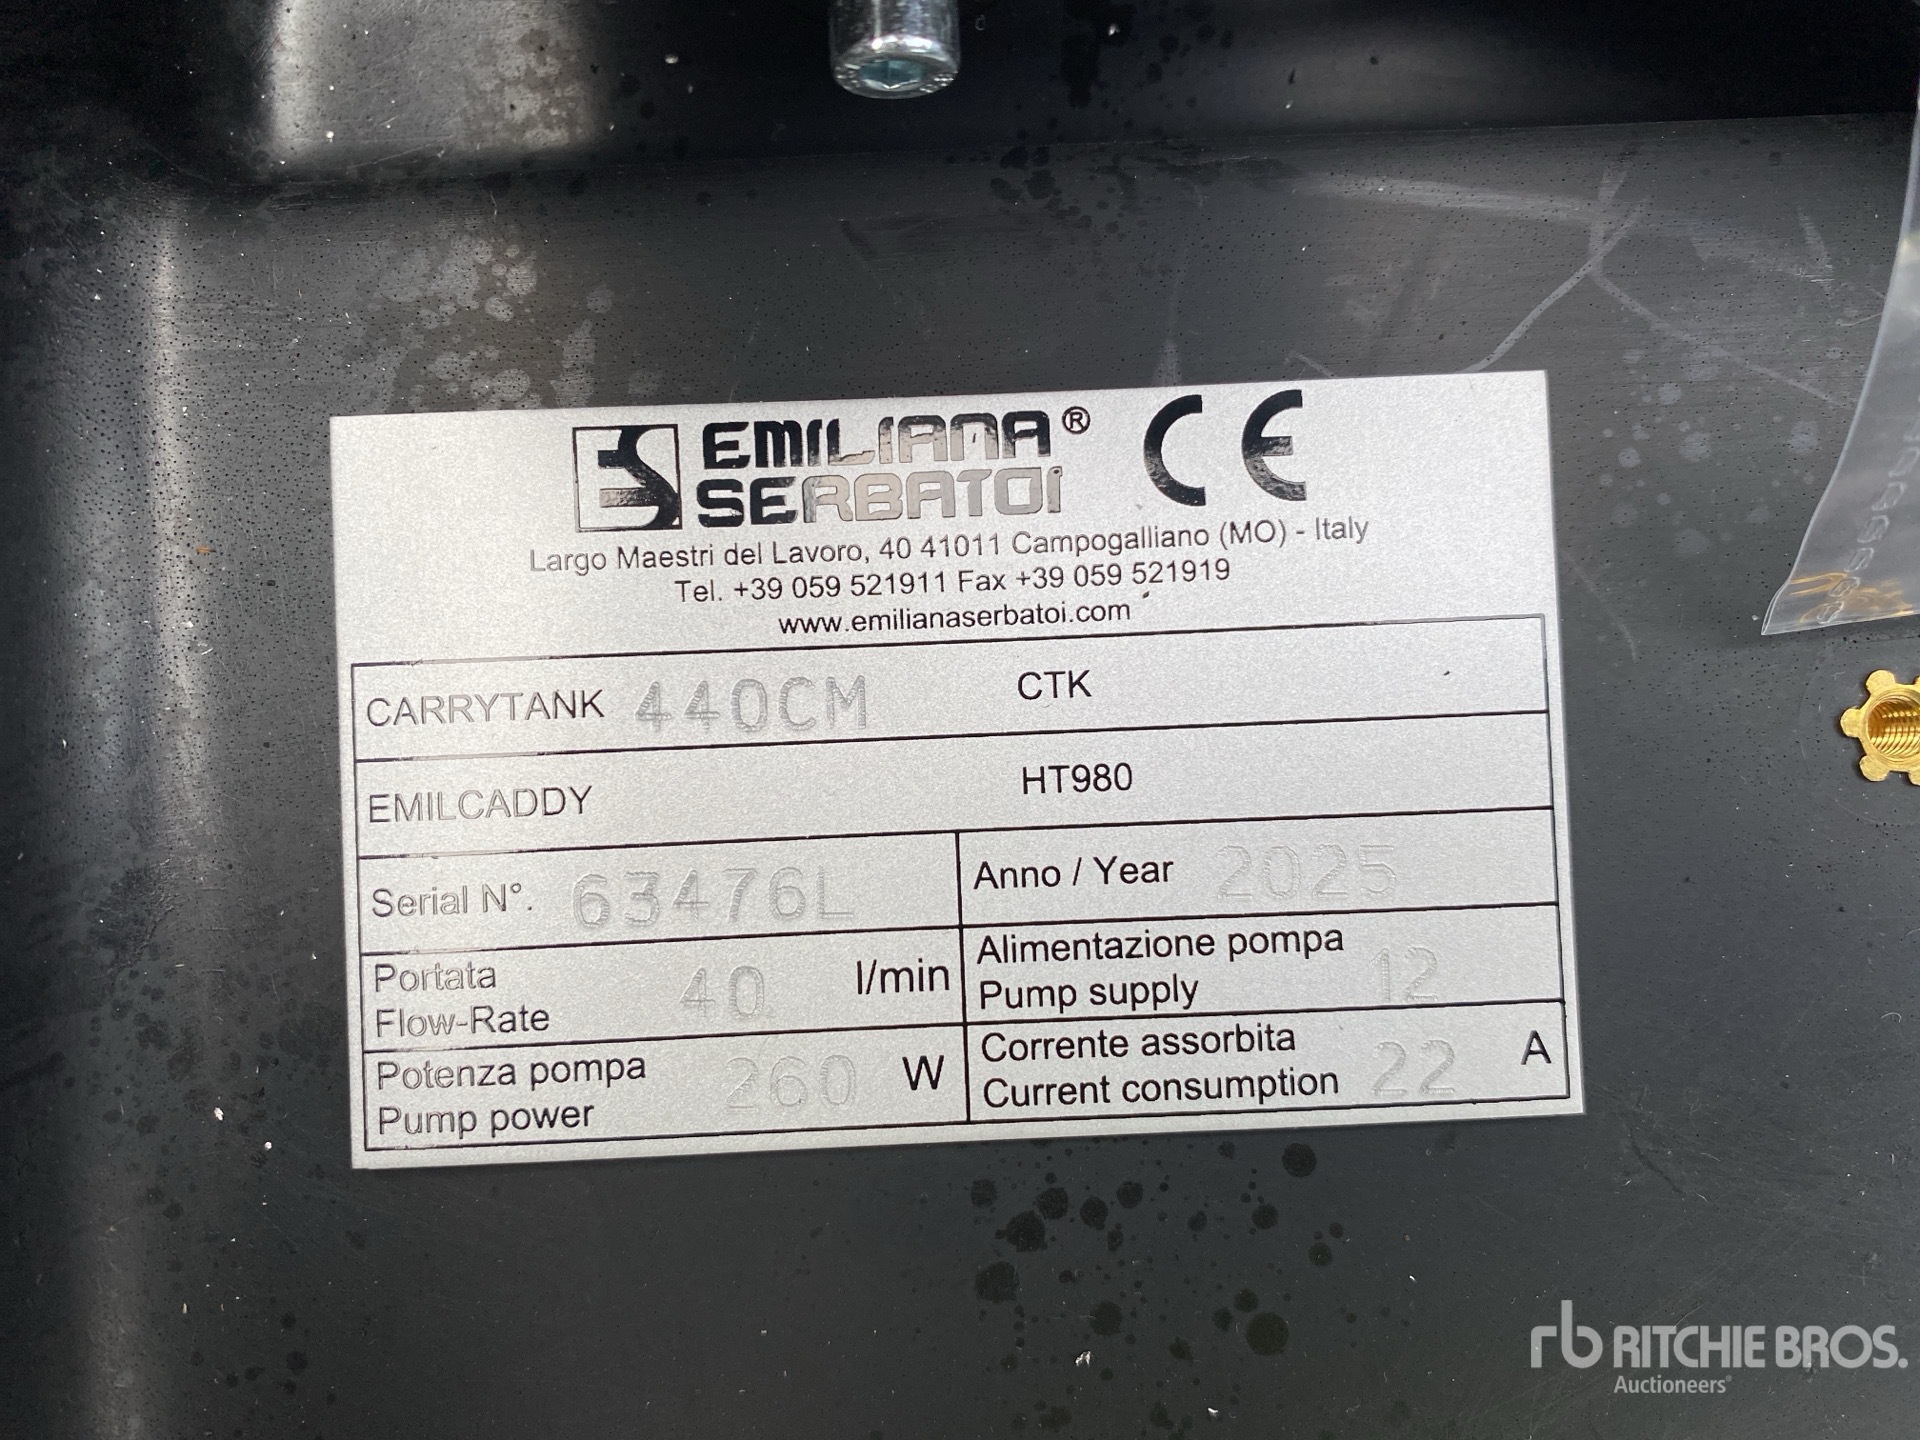 ES EMILIANA® CE
SERBATOI
Largo Maestri del Lavoro, 40 41011 Campogalliano (MO) - Italy
Tel. +39 059 521911 Fax +39 059 521919
www.emilianaserbatoi.com
CARRYTANK 440CM CTK
EMILCADDY HT980
Serial N°. 63476L Anno / Year 2025
Portata
Flow-Rate 40 l/min
Alimentazione pompa
Pump supply 12
Potenza pompa
Pump power 260 W
Corrente assorbita
Current consumption 22 A
rb RITCHIE BROS.
Auctioneers